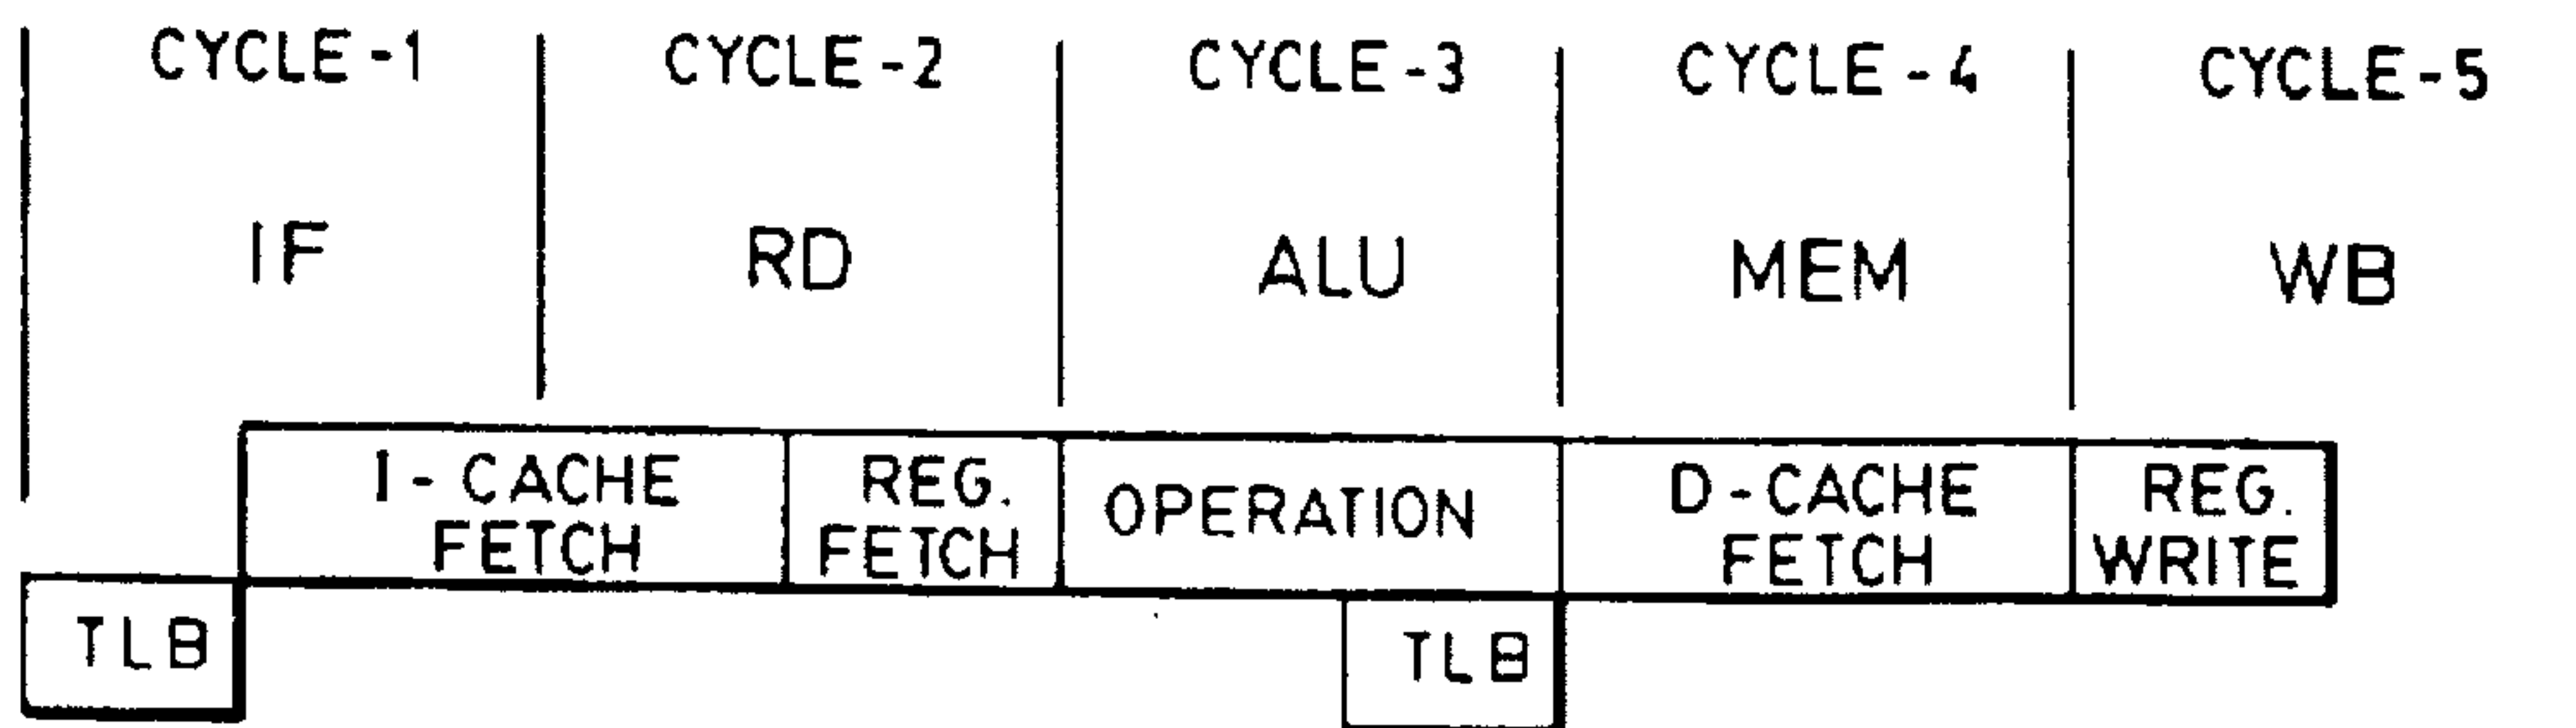 CYCLE-1 CYCLE-2 CYCLE-3 CYCLE-4 CYCLE-5
IF RD ALU MEM WB
I-CACHE REG. OPERATION D-CACHE REG.
FETCH FETCH FETCH WRITE
TLB TLB